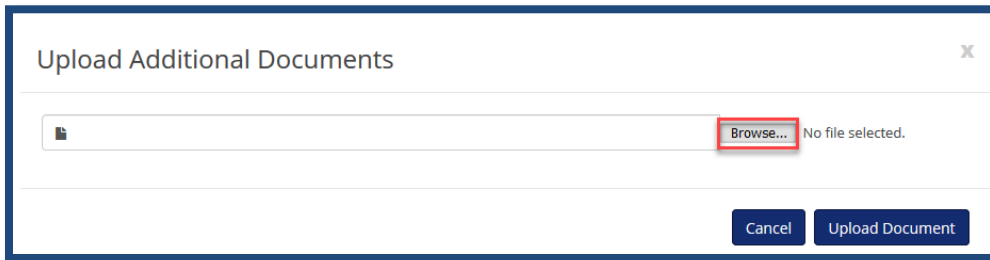 Upload Additional Documents
x
Browse... No file selected.
Cancel Upload Document